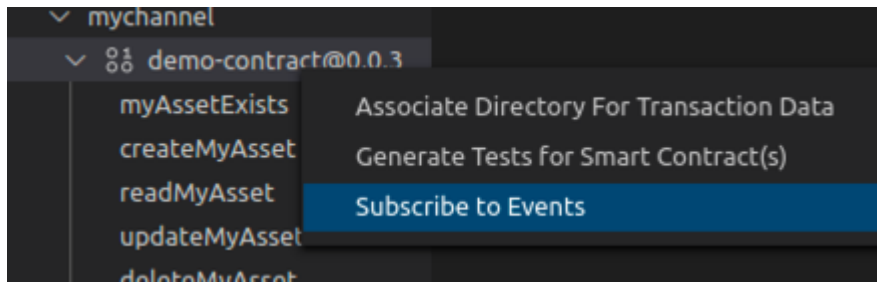 mychannel
demo-contract@0.0.3
myAssetExists
createMyAsset
readMyAsset
updateMyAsset
deleteMyAsset
Associate Directory For Transaction Data
Generate Tests for Smart Contract(s)
Subscribe to Events